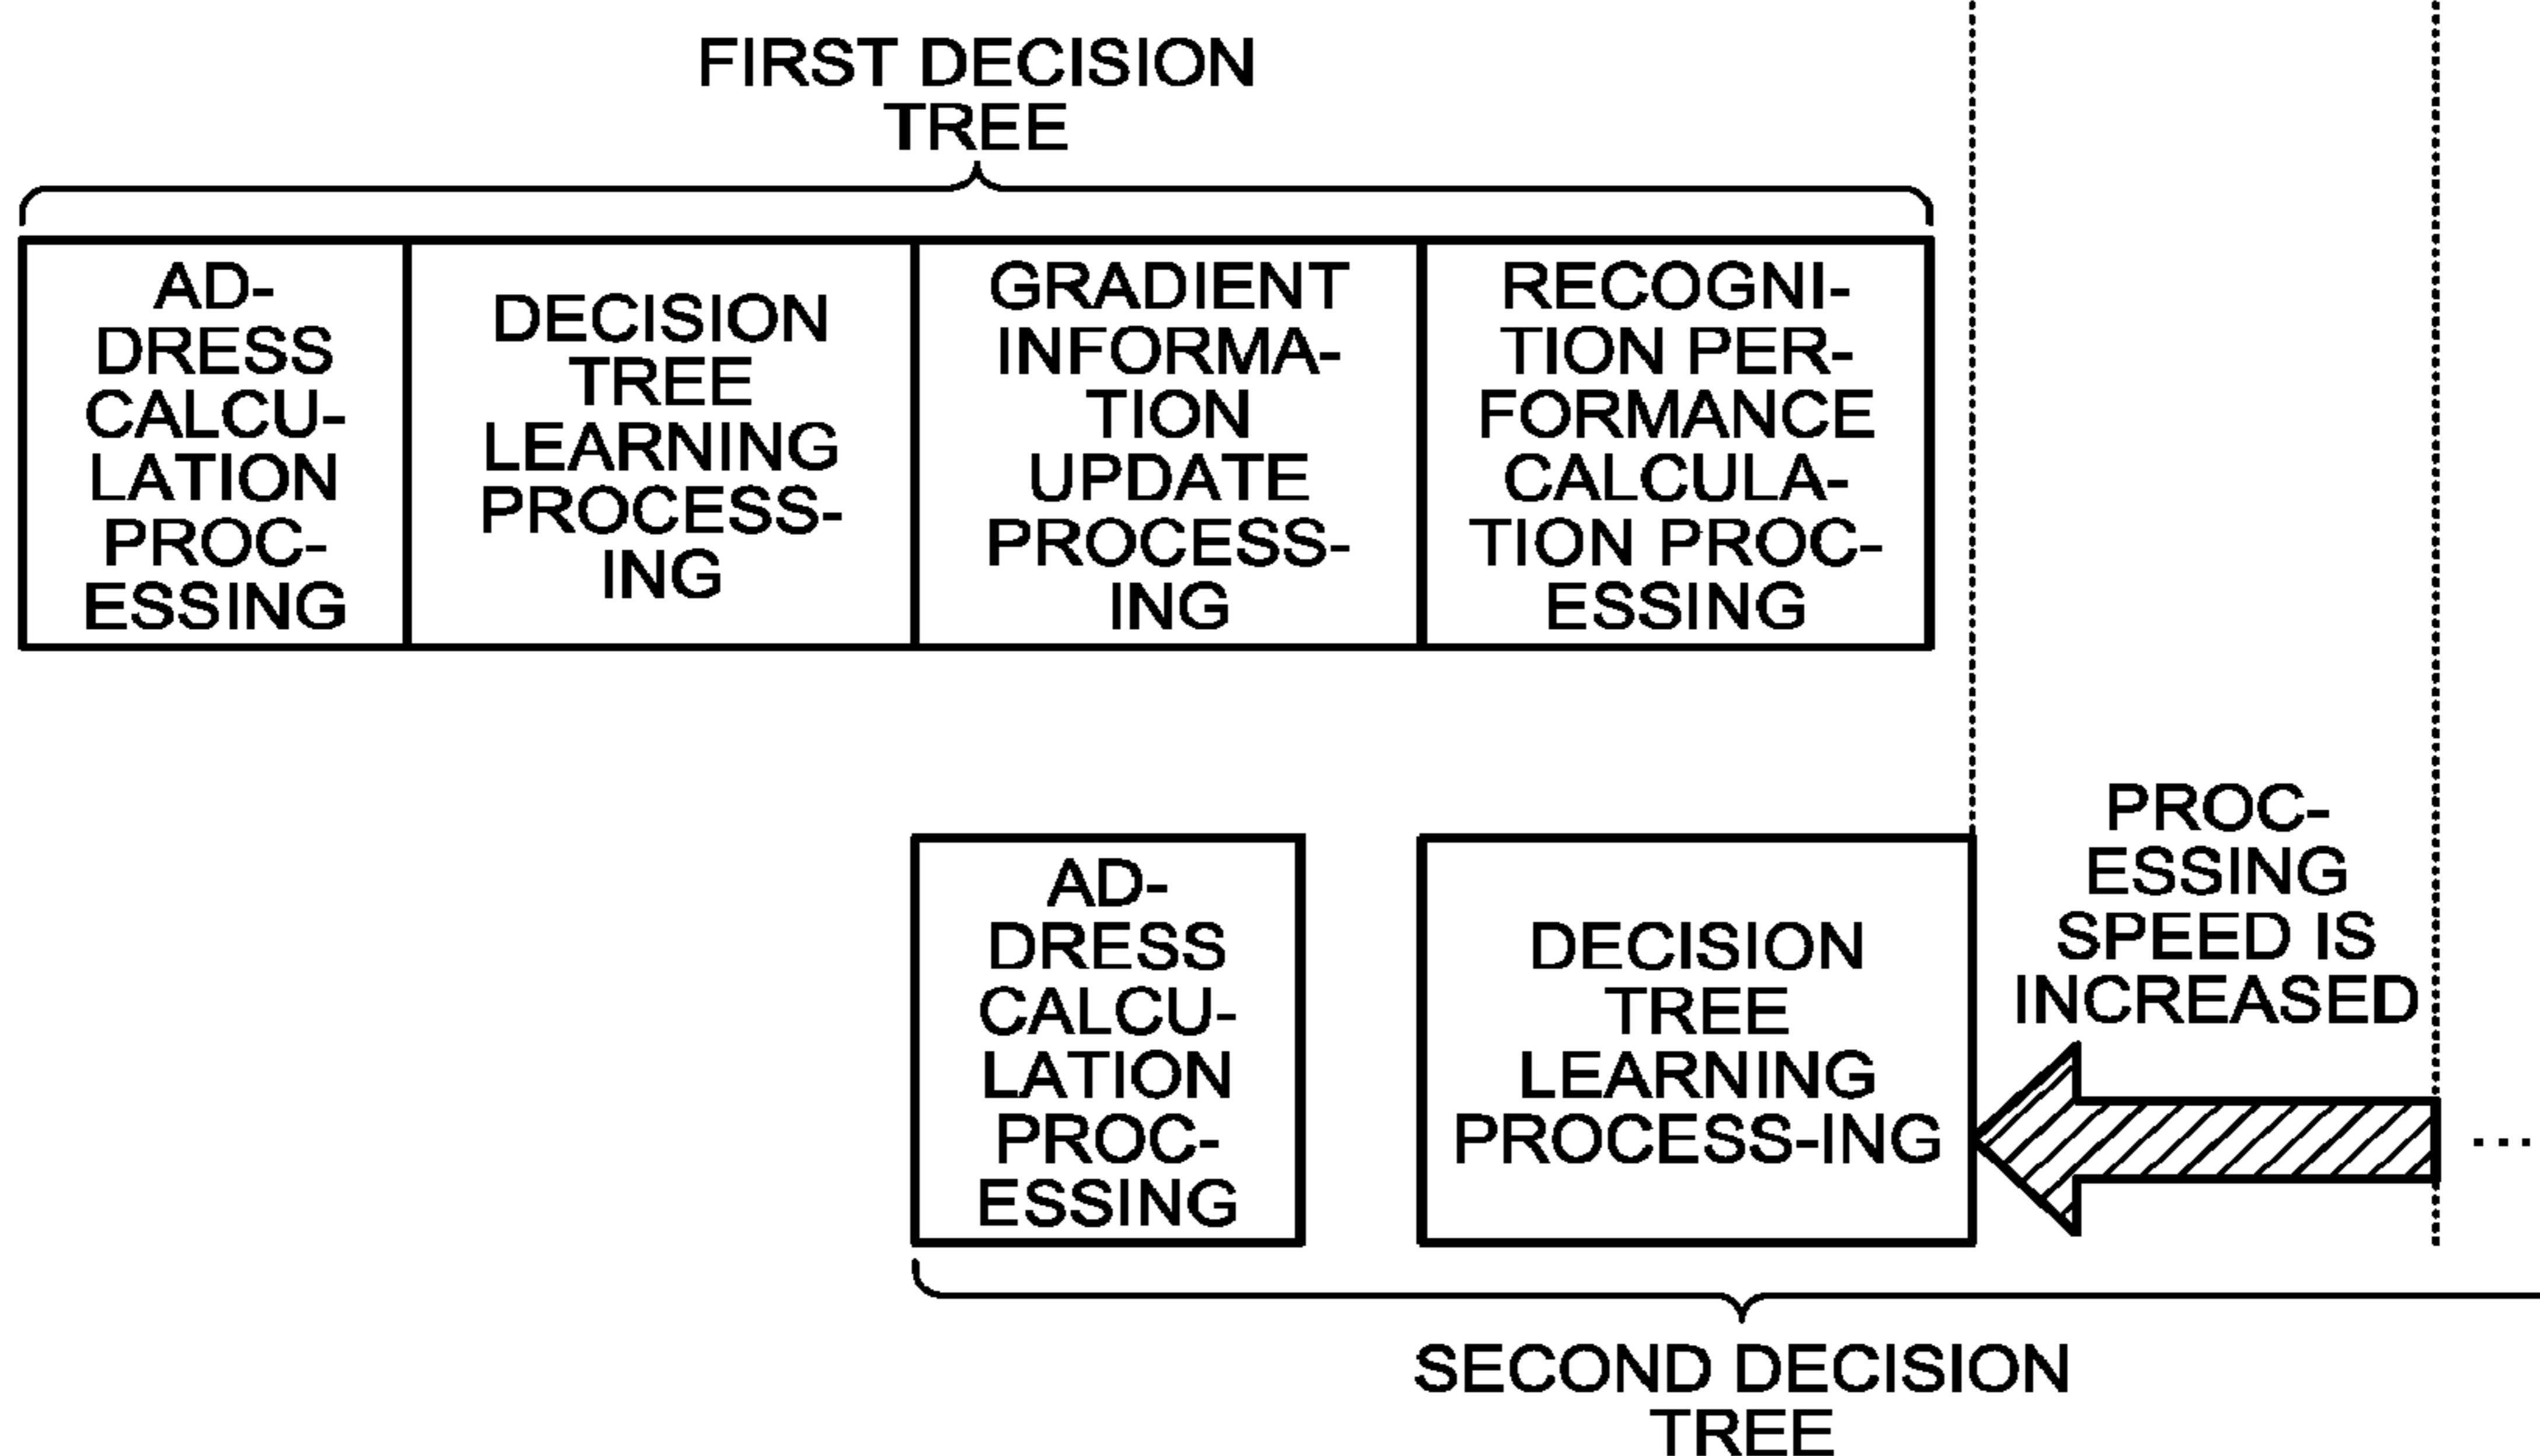 FIRST DECISION
TREE
AD-
DRESS
CALCU-
LATION
PROC-
ESSING
DECISION
TREE
LEARNING
PROCESS-
ING
GRADIENT
INFORMA-
TION
UPDATE
PROCESS-
ING
RECOGNI-
TION PER-
FORMANCE
CALCULA-
TION PROC-
ESSING
AD-
DRESS
CALCU-
LATION
PROC-
ESSING
DECISION
TREE
LEARNING
PROCESS-ING
PROC-
ESSING
SPEED IS
INCREASED
...
SECOND DECISION
TREE